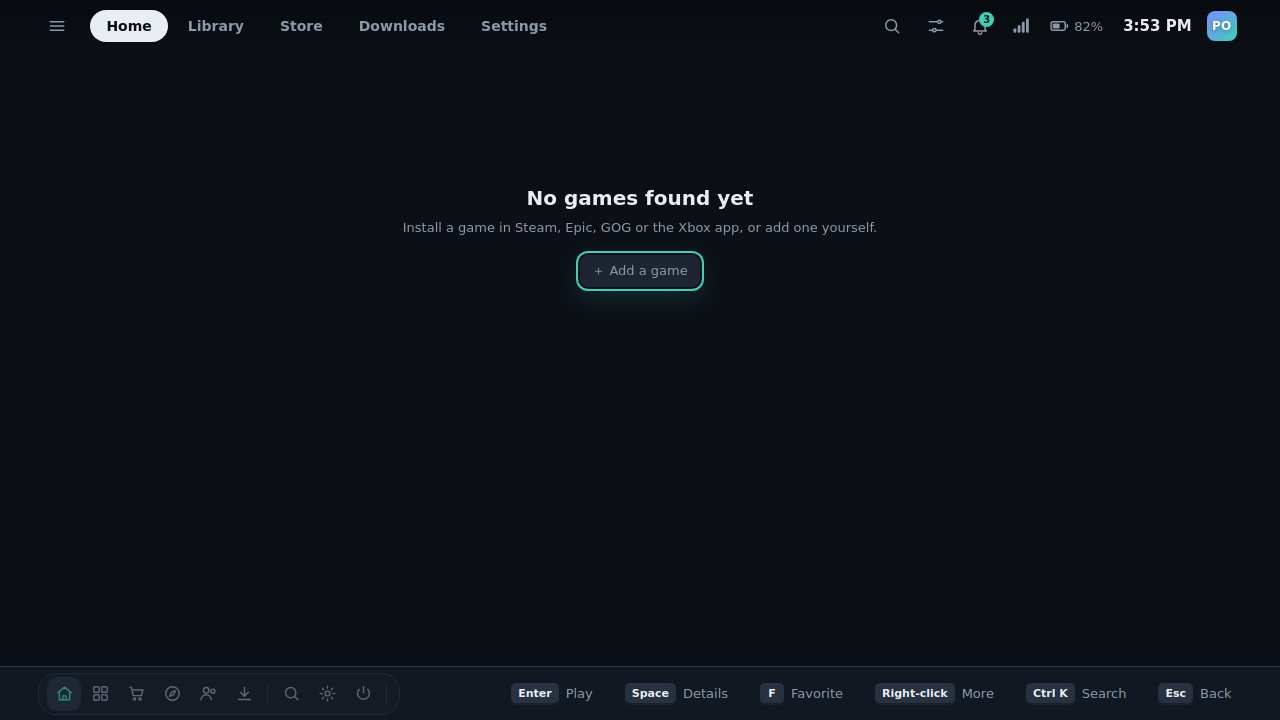 Home Library Store Downloads Settings 3 82% 3:53 PM PO
No games found yet
Install a game in Steam, Epic, GOG or the Xbox app, or add one yourself.
+ Add a game
Enter Play Space Details F Favorite Right-click More Ctrl K Search Esc Back